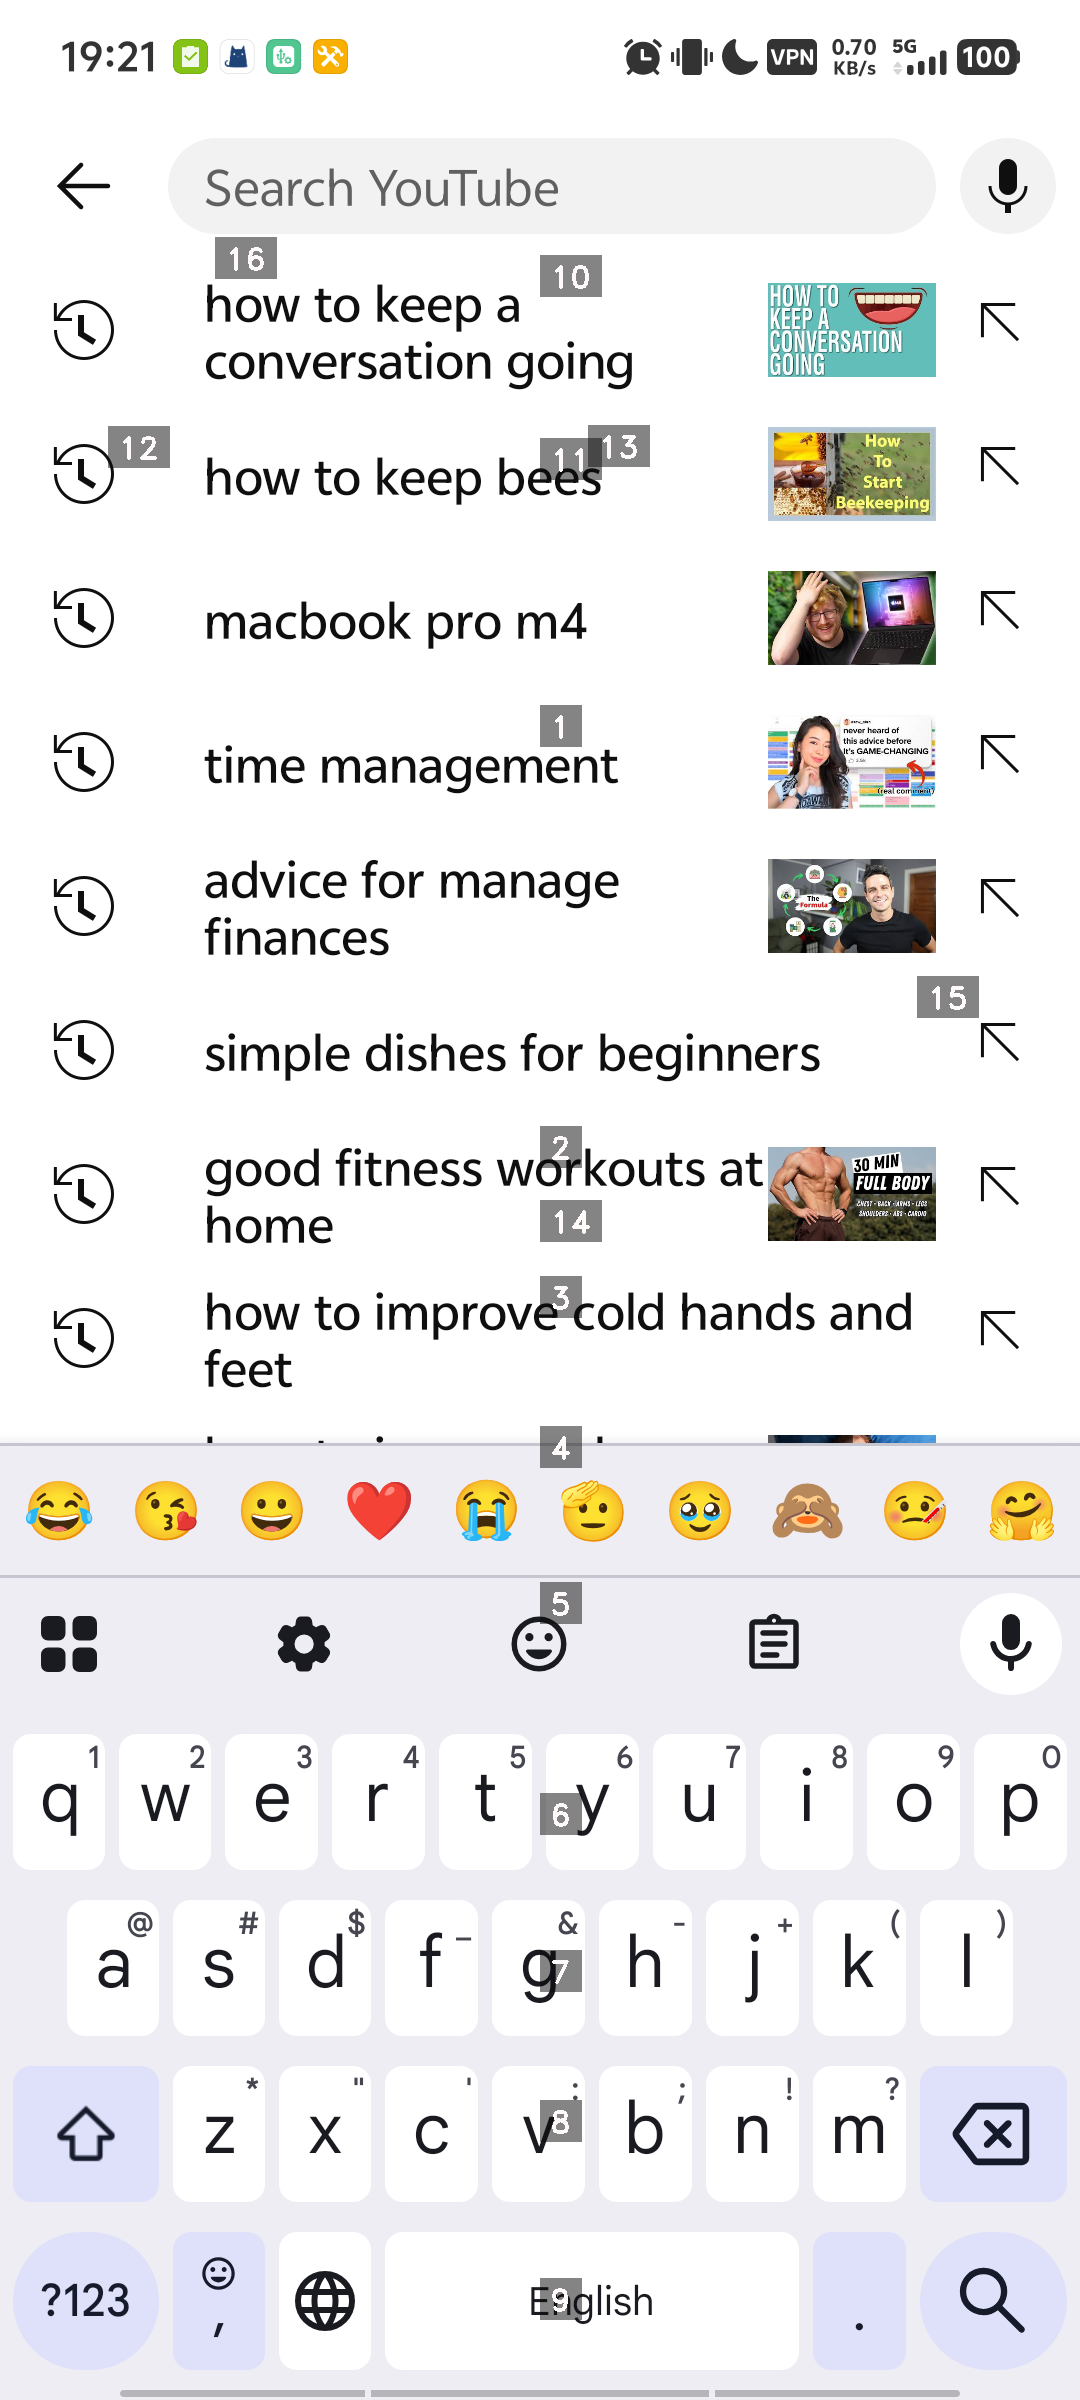 19:21 VPN 0.70 KB/s 5G 100
Search YouTube
16
10
how to keep a
conversation going
HOW TO
KEEP A
CONVERSATION
GOING
12
11
13
how to keep bees
How
To
Start
Beekeeping
macbook pro m4
1
time management
never heard of
this advice before
It's GAME-CHANGING
(real comment)
advice for manage
finances
The
Formula
15
simple dishes for beginners
2
good fitness workouts at
home
14
30 MIN
FULL BODY
CHEST · BACK · ARMS · LEGS
SHOULDERS · ABS · CARDIO
3
how to improve cold hands and
feet
4
5
1 2 3 4 5 6 7 8 9 0
q w e r t y u i o p
6
@ # $ _ & - + ( )
a s d f g h j k l
7
* " ' : ; ! ?
z x c v b n m
8
?123 , English .
9